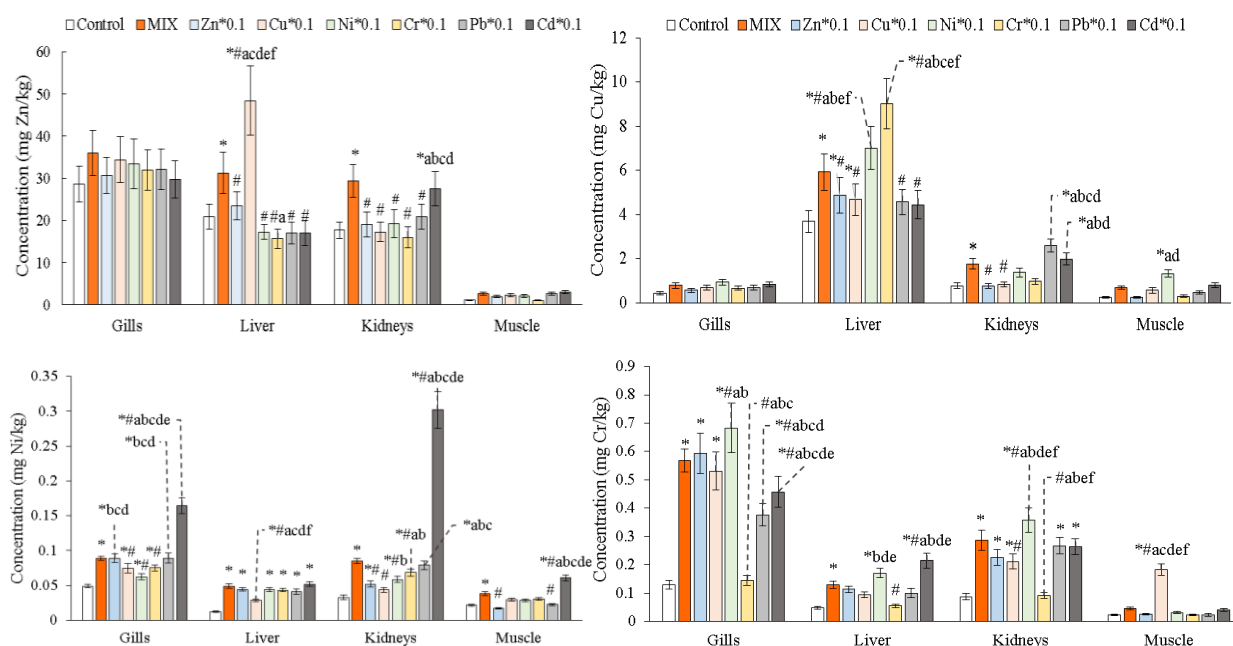 Control MIX Zn*0.1 Cu*0.1 Ni*0.1 Cr*0.1 Pb*0.1 Cd*0.1
Concentration (mg Zn/kg)
60
50
40
30
20
10
0
*#acdef
*
#
# #a # #
*
# # # # #
*abcd
Gills Liver Kidneys Muscle
Control MIX Zn*0.1 Cu*0.1 Ni*0.1 Cr*0.1 Pb*0.1 Cd*0.1
Concentration (mg Cu/kg)
12
10
8
6
4
2
0
*#abcef
*#abef
*
*# *#
# #
*
# #
*abcd
*abd
*ad
Gills Liver Kidneys Muscle
Concentration (mg Ni/kg)
0.35
0.3
0.25
0.2
0.15
0.1
0.05
0
*#abcde
*bcd
*bcd
*
*# *# *#
*#acdf
* * * * * *
*#abcde
*#ab
*abc
*
*# #
*#b
*#abcde
*
# #
Gills Liver Kidneys Muscle
Concentration (mg Cr/kg)
0.9
0.8
0.7
0.6
0.5
0.4
0.3
0.2
0.1
0
*#ab
#abc
*#abcd
*#abcde
* * *
*#abde
*bde
*
#
*#abdef
#abef
* * *#
* *
*#acdef
Gills Liver Kidneys Muscle